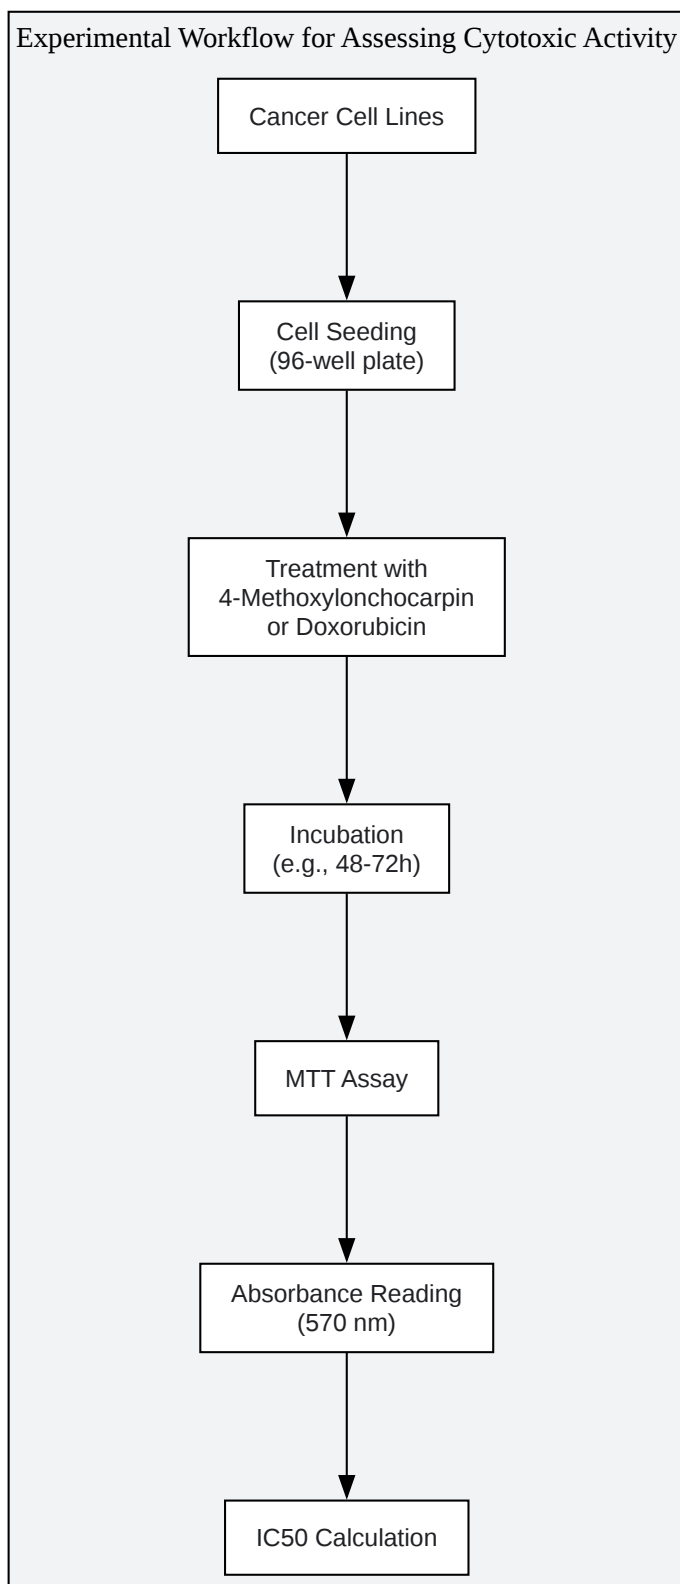 Experimental Workflow for Assessing Cytotoxic Activity
Cancer Cell Lines
Cell Seeding
(96-well plate)
Treatment with
4-Methoxylonchocarpin
or Doxorubicin
Incubation
(e.g., 48-72h)
MTT Assay
Absorbance Reading
(570 nm)
IC50 Calculation